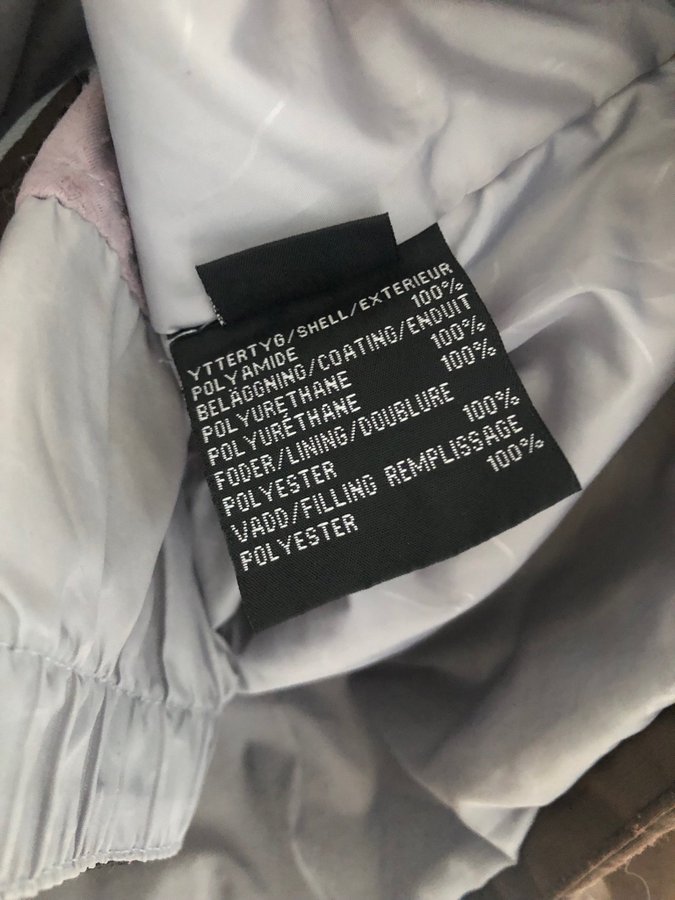 YTTERTYG/SHELL/EXTERIEUR
POLYAMIDE 100%
BELÄGGNING/COATING/ENDUIT
POLYURETHANE 100%
POLYURÉTHANE 100%
FODER/LINING/DOUBLURE
POLYESTER 100%
VADD/FILLING REMPLISSAGE
POLYESTER 100%